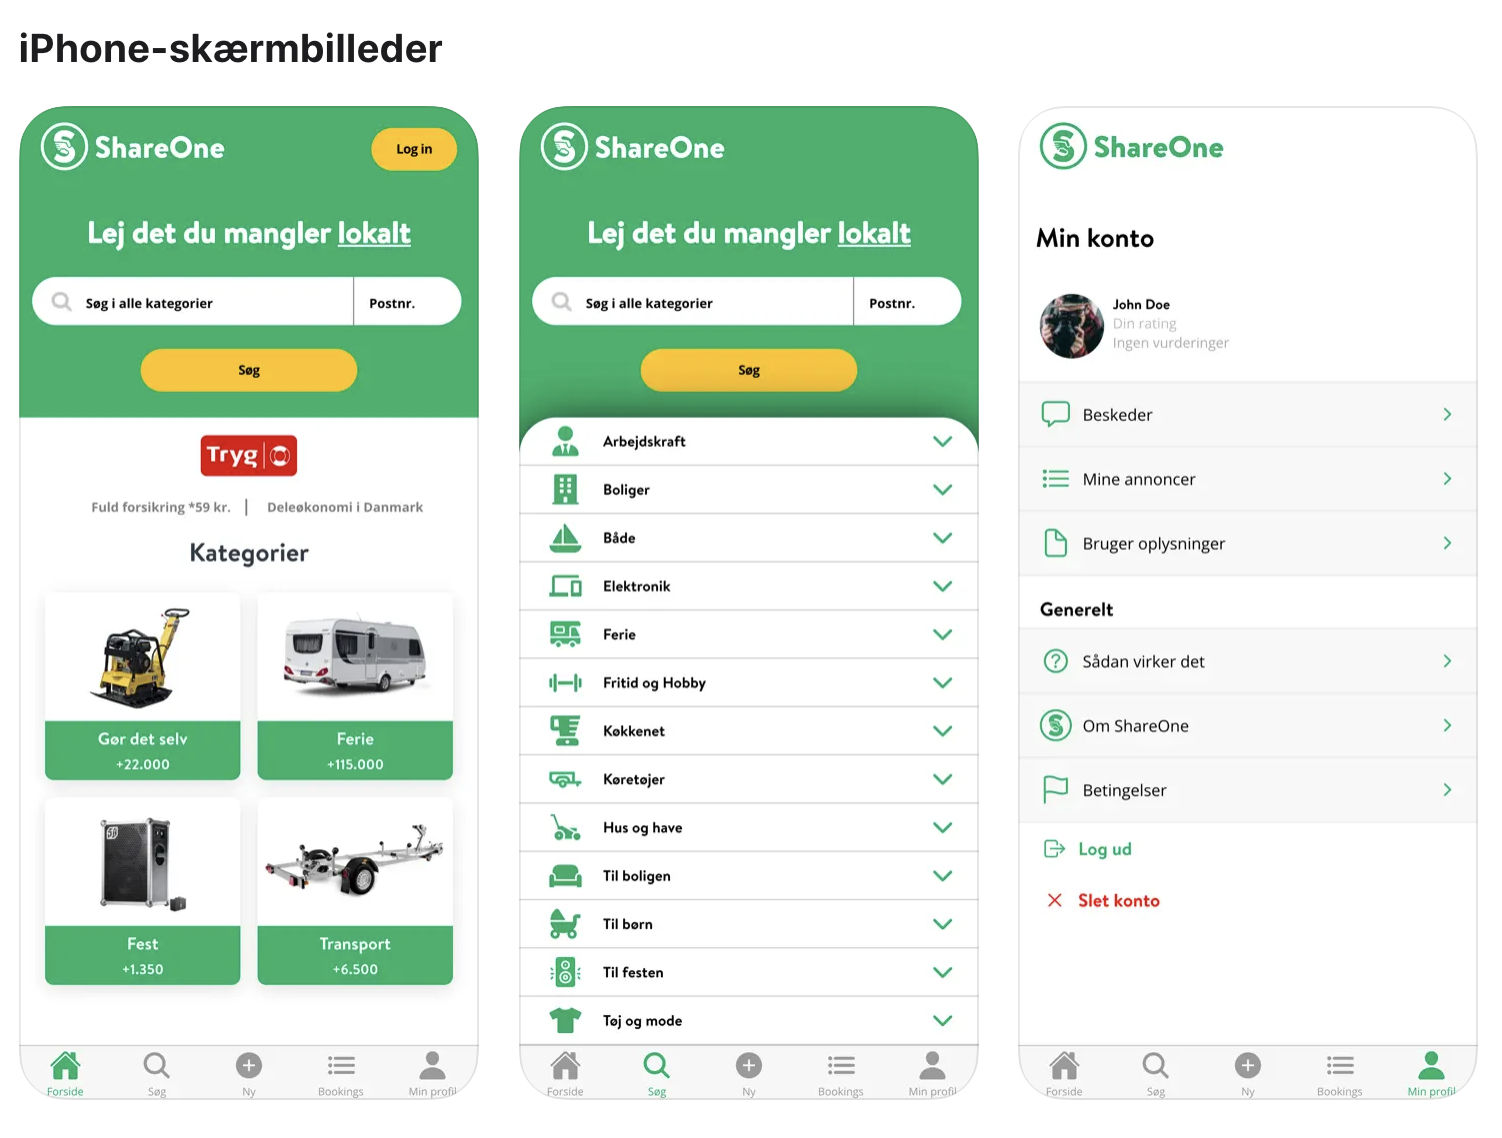 iPhone-skærmbilleder
ShareOne
Log in
Lej det du mangler lokalt
Søg i alle kategorier
Postnr.
Søg
Tryg
Fuld forsikring *59 kr. | Deleøkonomi i Danmark
Kategorier
Gør det selv
+22.000
Ferie
+115.000
Fest
+1.350
Transport
+6.500
Forside
Søg
Ny
Bookings
Min profil
ShareOne
Lej det du mangler lokalt
Søg i alle kategorier
Postnr.
Søg
Arbejdskraft
Boliger
Både
Elektronik
Ferie
Fritid og Hobby
Køkkenet
Køretøjer
Hus og have
Til boligen
Til børn
Til festen
Tøj og mode
Forside
Søg
Ny
Bookings
Min profil
ShareOne
Min konto
John Doe
Din rating
Ingen vurderinger
Beskeder
Mine annoncer
Bruger oplysninger
Generelt
Sådan virker det
Om ShareOne
Betingelser
Log ud
Slet konto
Forside
Søg
Ny
Bookings
Min profil